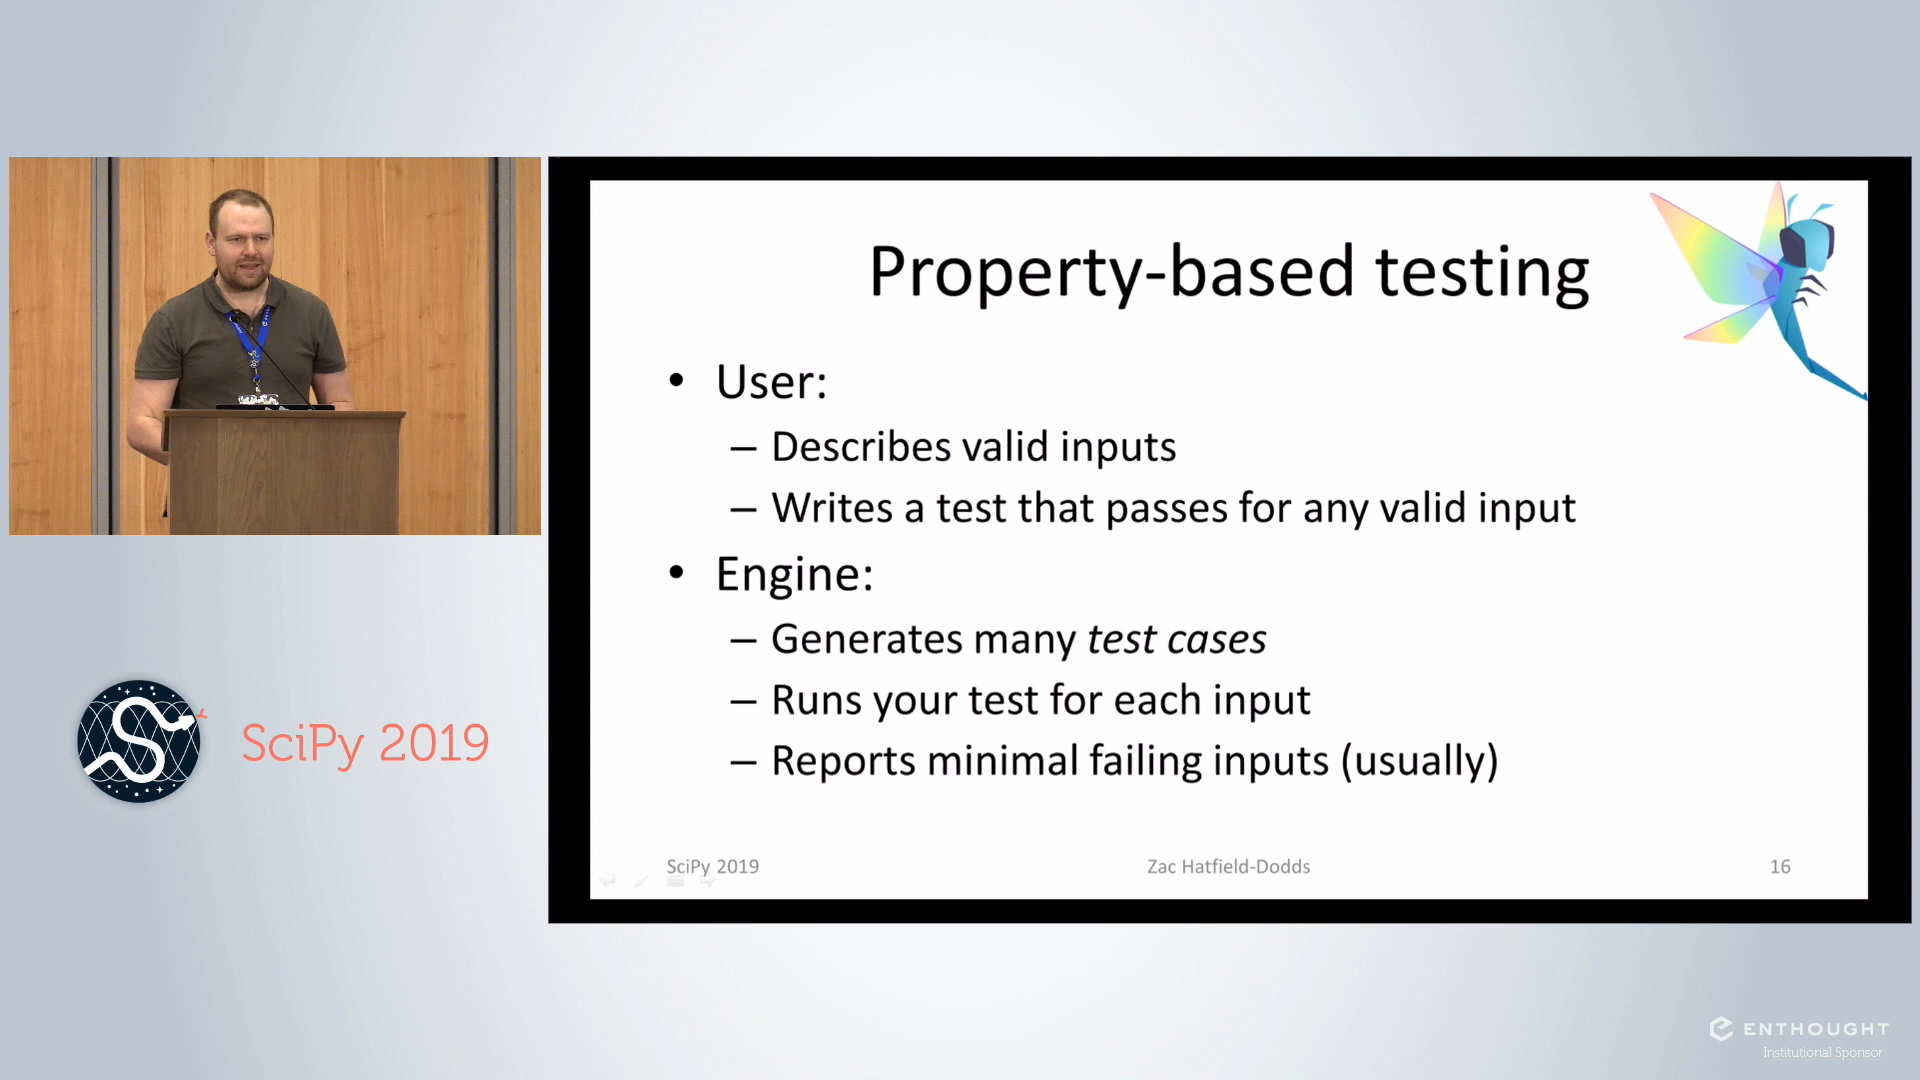 Property-based testing
• User:
– Describes valid inputs
– Writes a test that passes for any valid input
• Engine:
– Generates many test cases
– Runs your test for each input
– Reports minimal failing inputs (usually)
SciPy 2019
Zac Hatfield-Dodds
16
SciPy 2019
ENTHOUGHT
Institutional Sponsor